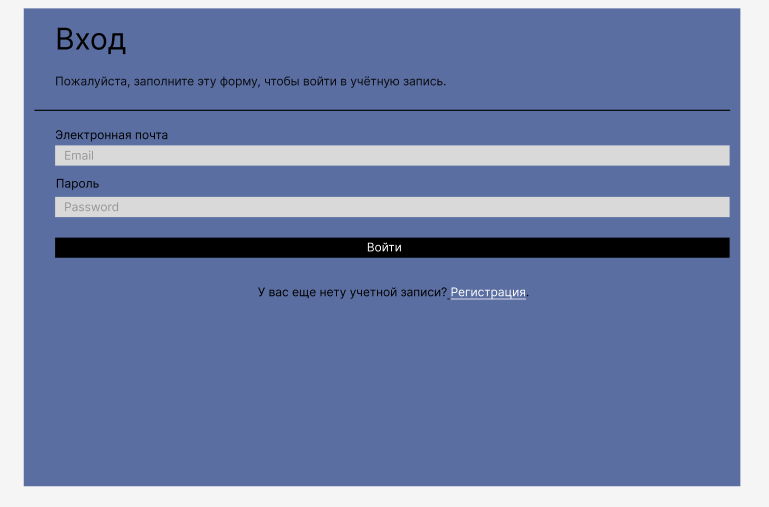 Вход
Пожалуйста, заполните эту форму, чтобы войти в учётную запись.
Электронная почта
Email
Пароль
Password
Войти
У вас еще нету учетной записи? Регистрация.